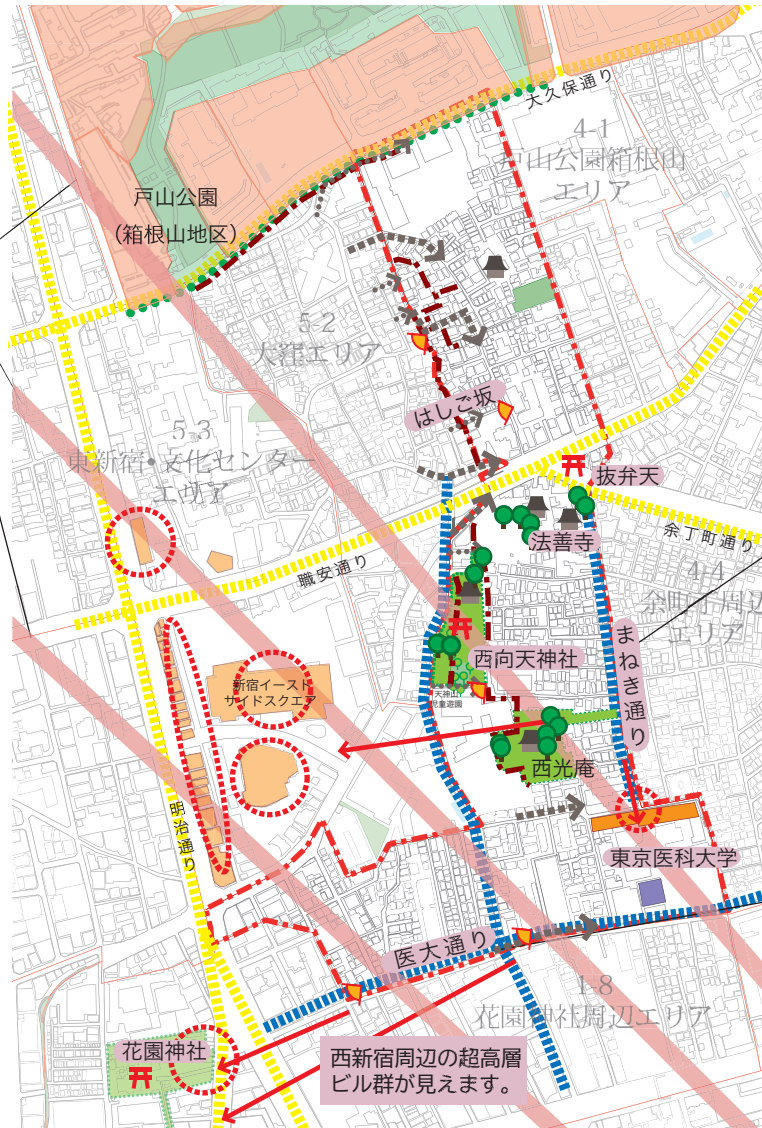 大久保通り
4-1
戸山公園箱根山
エリア
戸山公園
（箱根山地区）
5-2
大窪エリア
はしご坂
5-3
東新宿・文化センター
エリア
抜弁天
余丁町通り
法善寺
職安通り
4-4
余丁町周辺
エリア
まねき通り
西向天神社
新宿イースト
サイドスクエア
天神山
児童遊園
西光庵
明治通り
東京医科大学
医大通り
1-8
花園神社周辺エリア
花園神社
西新宿周辺の超高層
ビル群が見えます。